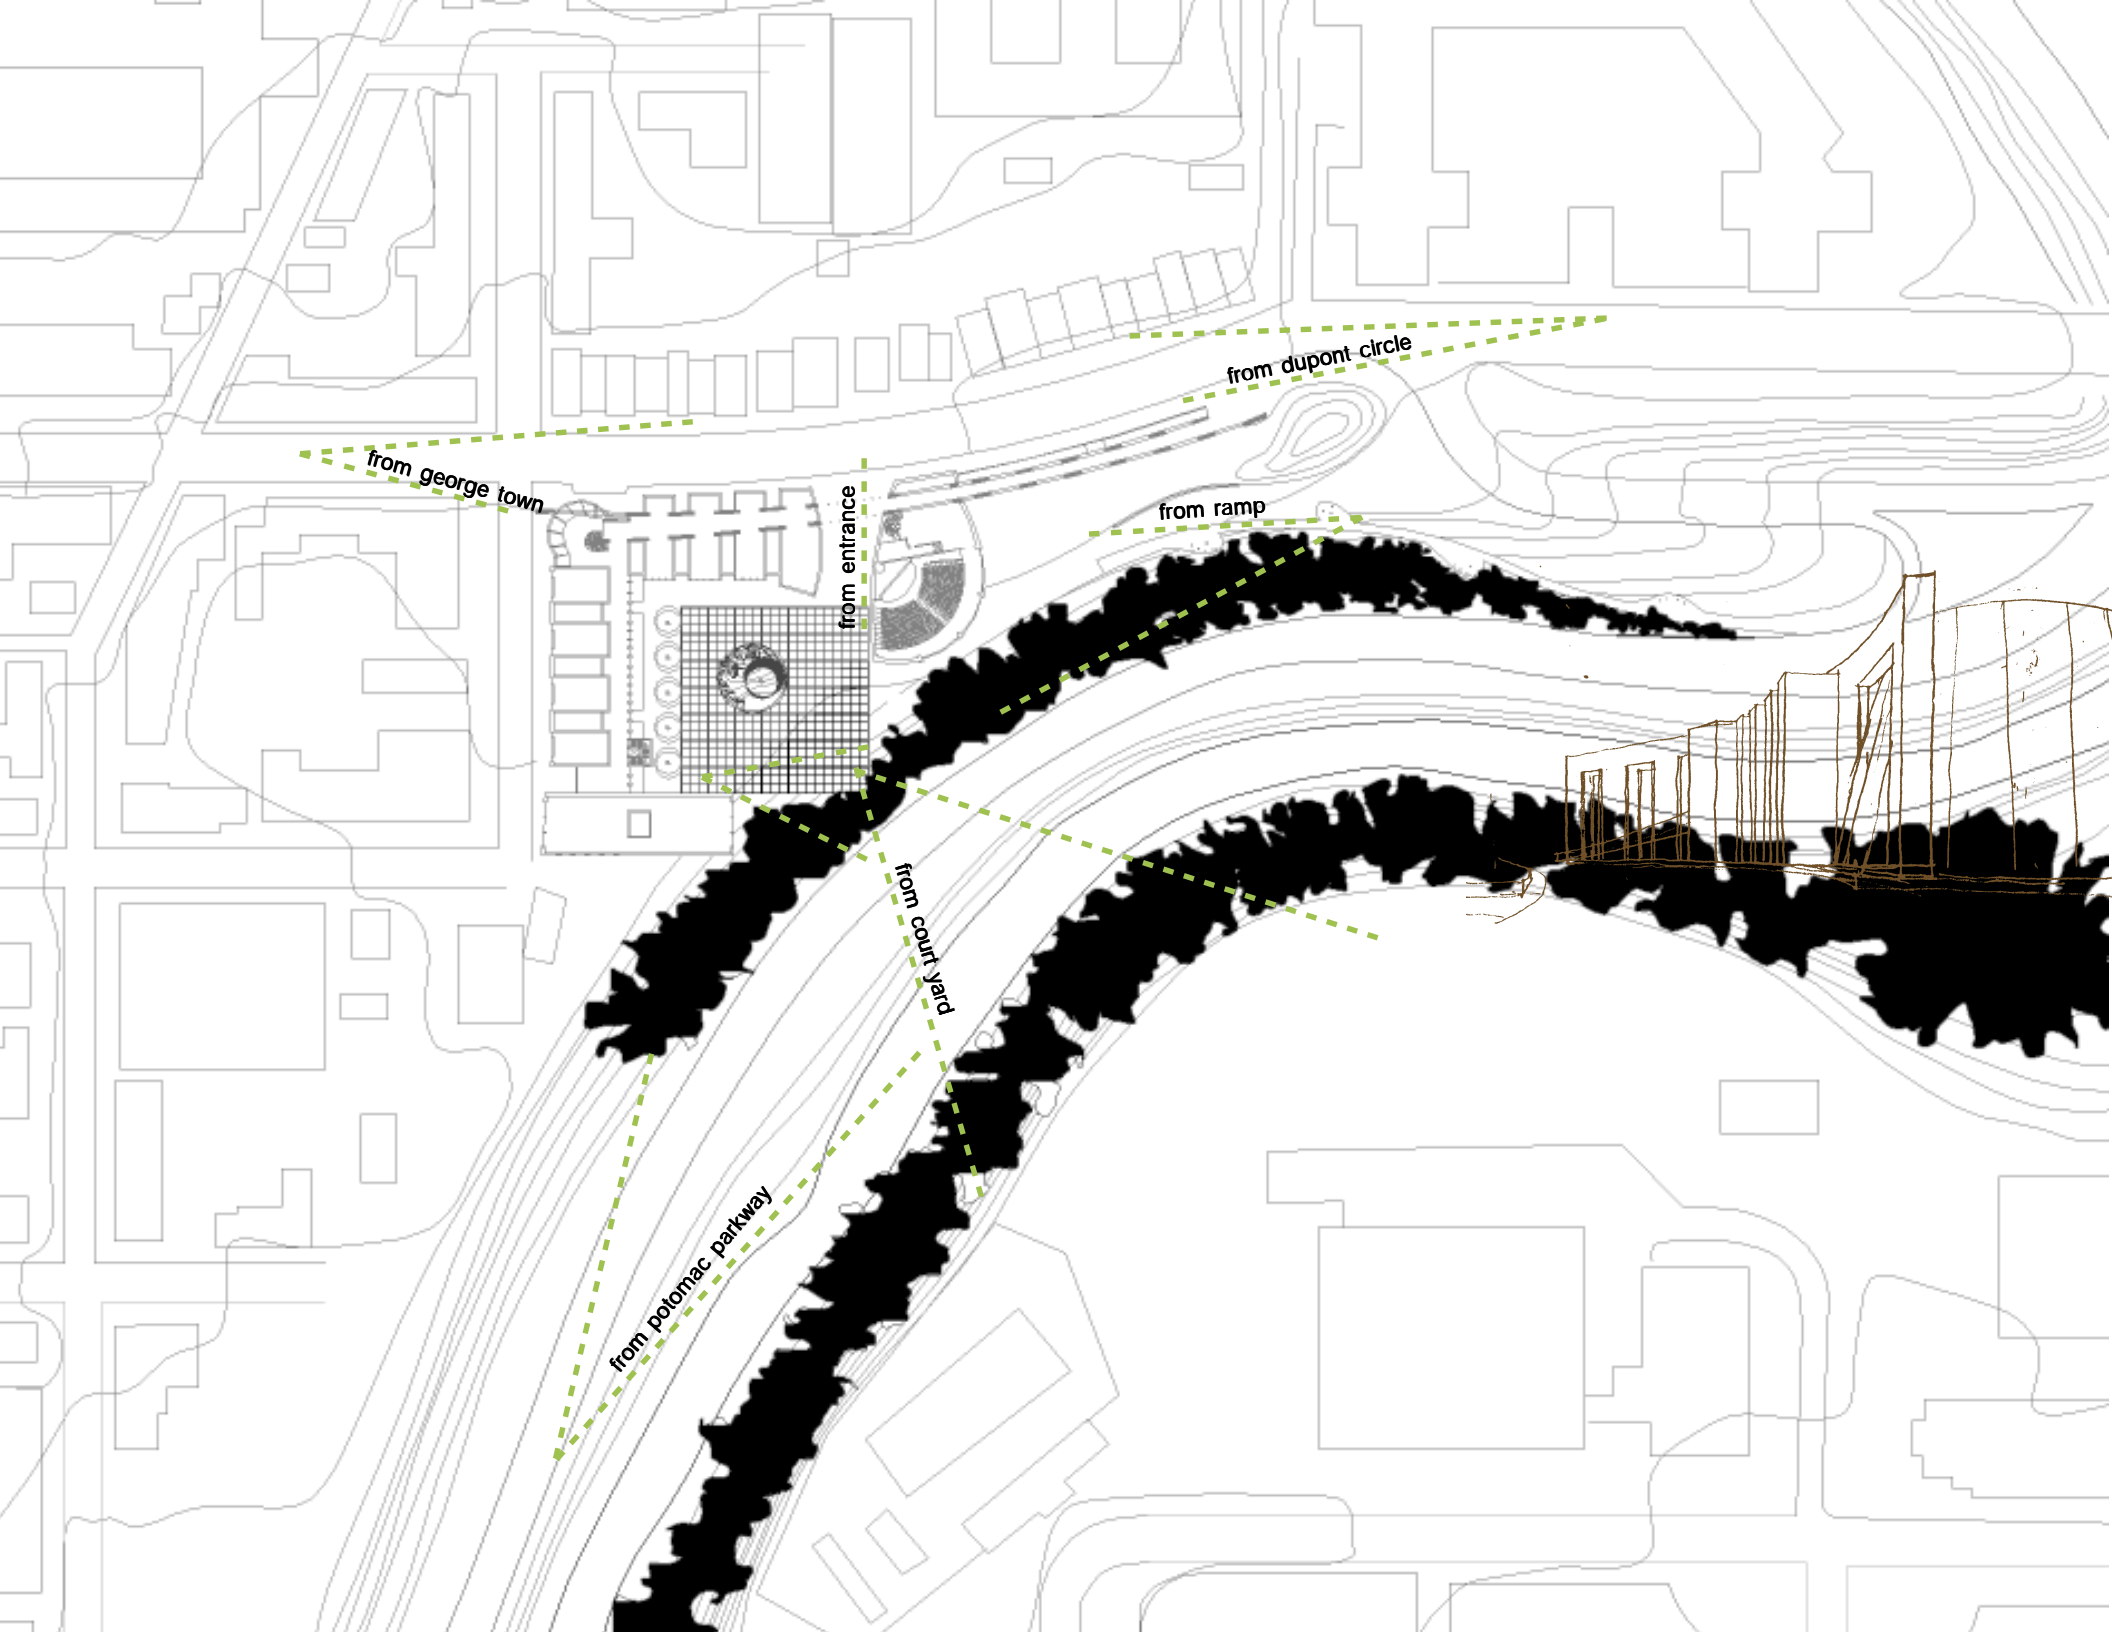 from dupont circle
from george town
from entrance
from ramp
from court yard
from potomac parkway